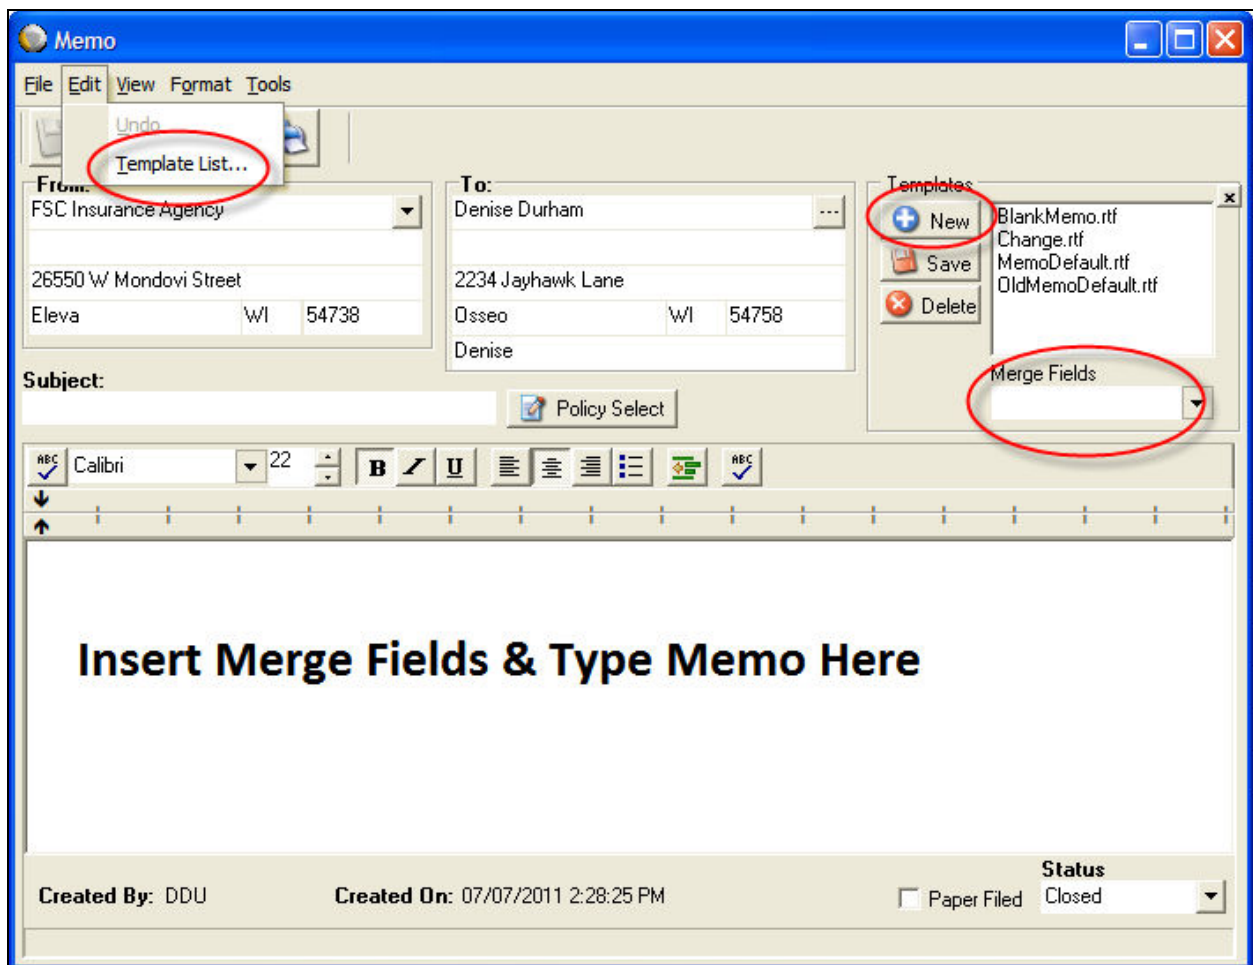 Memo
File Edit View Format Tools
Undo
Template List...
From:
FSC Insurance Agency
26550 W Mondovi Street
Eleva WI 54738
To:
Denise Durham
...
2234 Jayhawk Lane
Osseo WI 54758
Denise
Templates
New
Save
Delete
BlankMemo.rtf
Change.rtf
MemoDefault.rtf
OldMemoDefault.rtf
Merge Fields
Subject:
Policy Select
ABC Calibri 22 B I U ABC
Insert Merge Fields & Type Memo Here
Created By: DDU Created On: 07/07/2011 2:28:25 PM
Paper Filed
Status
Closed